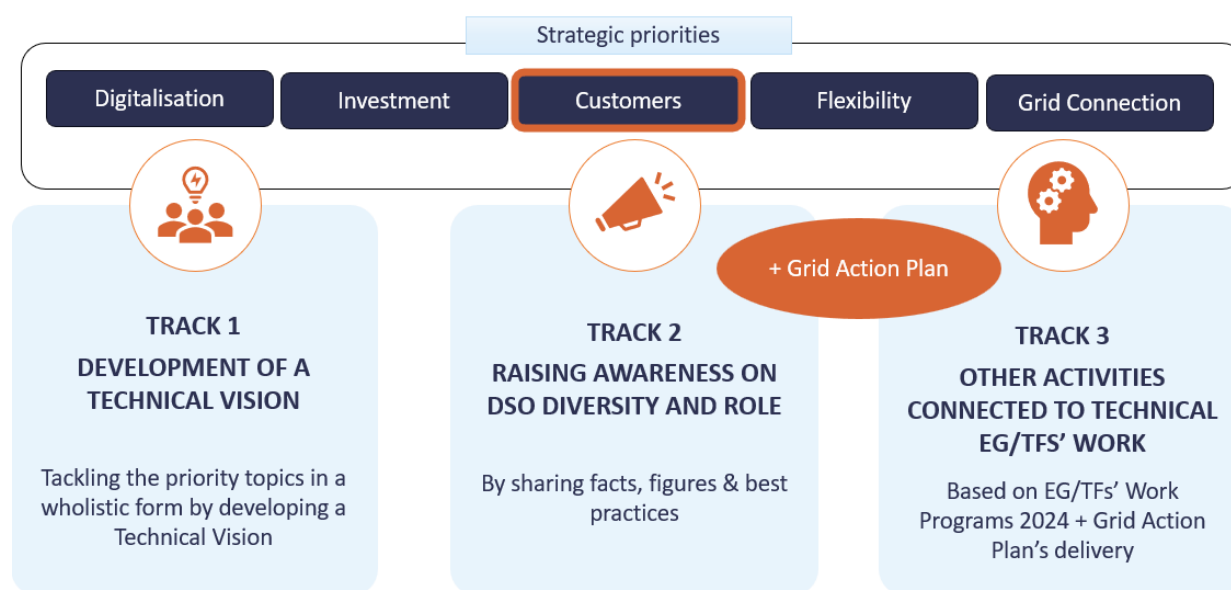 Strategic priorities
Digitalisation
Investment
Customers
Flexibility
Grid Connection
+ Grid Action Plan
TRACK 1
DEVELOPMENT OF A
TECHNICAL VISION
Tackling the priority topics in a
wholistic form by developing a
Technical Vision
TRACK 2
RAISING AWARENESS ON
DSO DIVERSITY AND ROLE
By sharing facts, figures & best
practices
TRACK 3
OTHER ACTIVITIES
CONNECTED TO TECHNICAL
EG/TFS’ WORK
Based on EG/TFs’ Work
Programs 2024 + Grid Action
Plan’s delivery